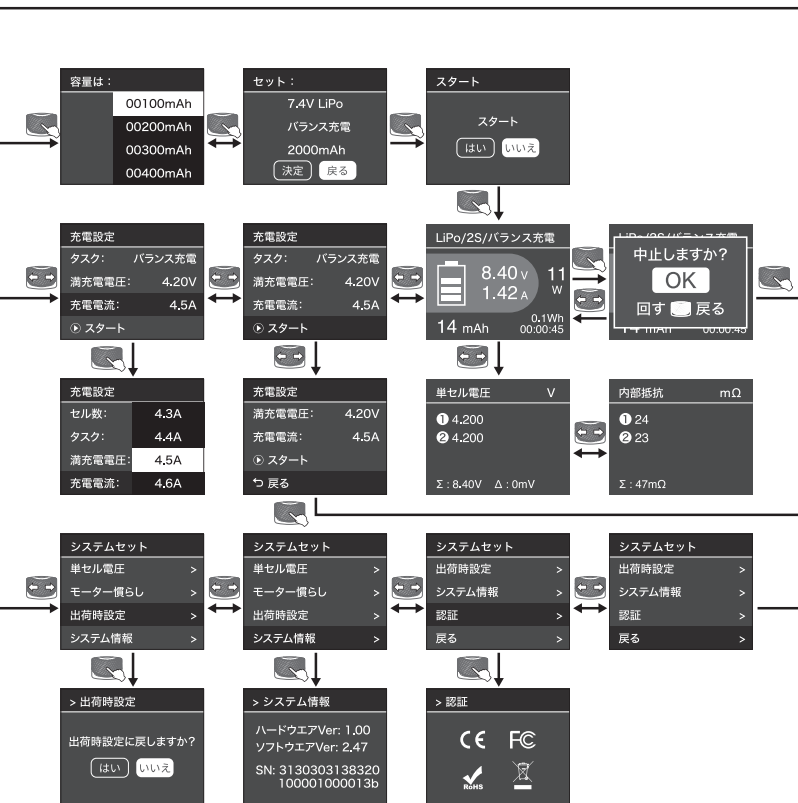 容量は：
00100mAh
00200mAh
00300mAh
00400mAh
セット：
7.4V LiPo
バランス充電
2000mAh
決定 戻る
スタート
スタート
はい いいえ
充電設定
タスク： バランス充電
満充電電圧： 4.20V
充電電流： 4.5A
スタート
充電設定
タスク： バランス充電
満充電電圧： 4.20V
充電電流： 4.5A
スタート
LiPo/2S/バランス充電
8.40 V 11
1.42 A W
14 mAh 0.1Wh
00:00:45
LiPo/2S/バランス充電
中止しますか？
OK
回す 戻る
14 mAh 00:00:45
充電設定
セル数： 4.3A
タスク： 4.4A
満充電電圧： 4.5A
充電電流： 4.6A
充電設定
満充電電圧： 4.20V
充電電流： 4.5A
スタート
戻る
単セル電圧 V
❶ 4.200
❷ 4.200
Σ : 8.40V Δ : 0mV
内部抵抗 mΩ
❶ 24
❷ 23
Σ : 47mΩ
システムセット
単セル電圧 >
モーター慣らし >
出荷時設定 >
システム情報 >
システムセット
単セル電圧 >
モーター慣らし >
出荷時設定 >
システム情報 >
システムセット
出荷時設定 >
システム情報 >
認証 >
戻る >
システムセット
出荷時設定 >
システム情報 >
認証 >
戻る >
> 出荷時設定
出荷時設定に戻しますか？
はい いいえ
> システム情報
ハードウエアVer: 1.00
ソフトウエアVer: 2.47
SN: 3130303138320
100001000013b
> 認証
CE FC
RoHS